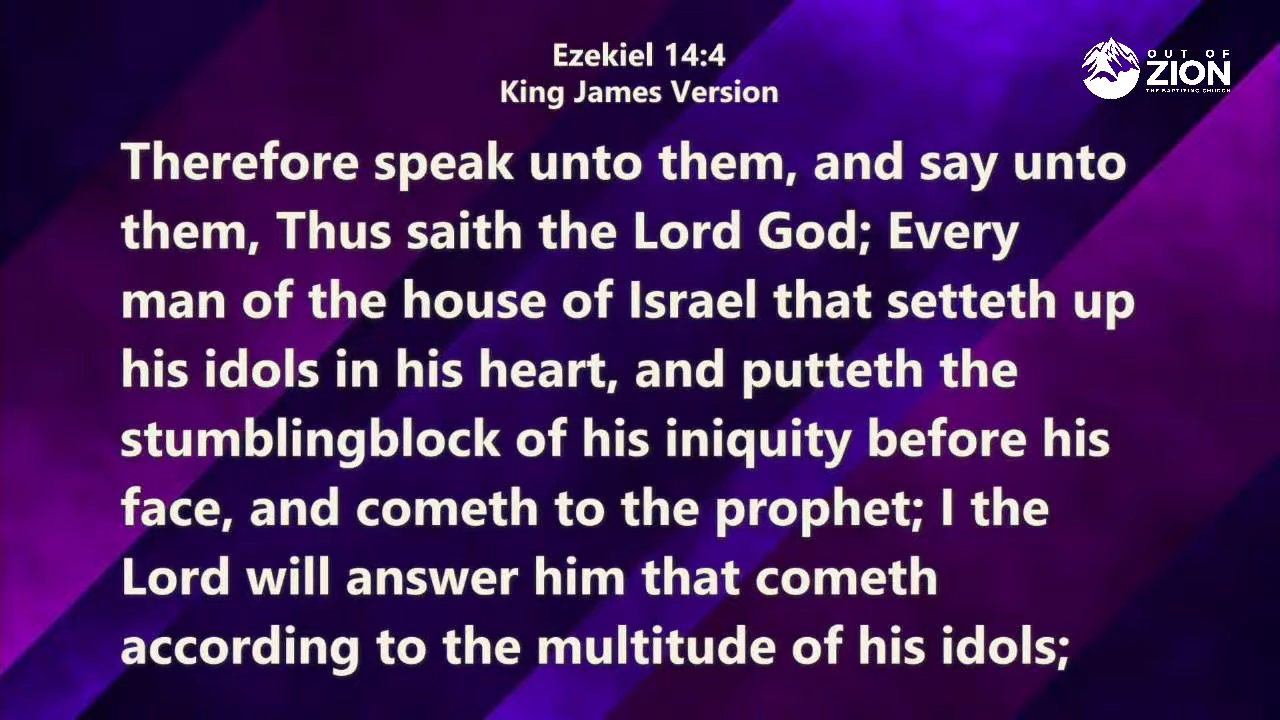 Ezekiel 14:4
King James Version
OUT OF
ZION
THE BAPTIZING CHURCH
Therefore speak unto them, and say unto
them, Thus saith the Lord God; Every
man of the house of Israel that setteth up
his idols in his heart, and putteth the
stumblingblock of his iniquity before his
face, and cometh to the prophet; I the
Lord will answer him that cometh
according to the multitude of his idols;